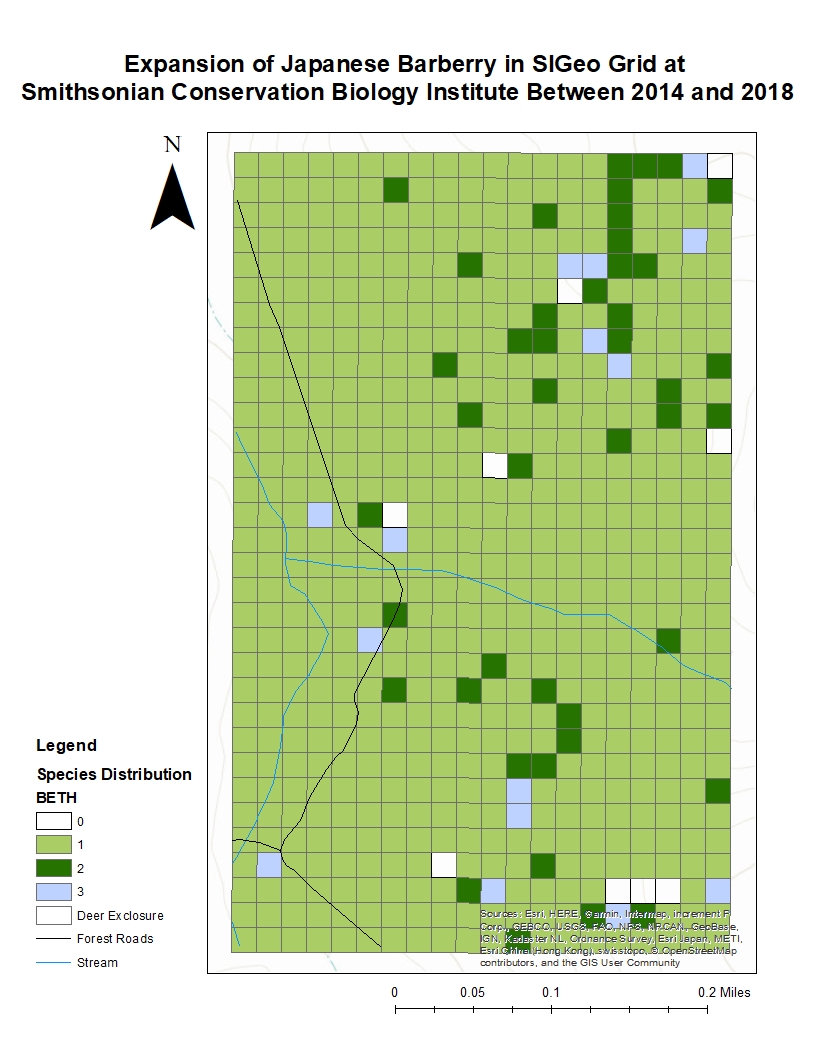 Expansion of Japanese Barberry in SIGeo Grid at
Smithsonian Conservation Biology Institute Between 2014 and 2018
N
Legend
Species Distribution
BETH
0
1
2
3
Deer Exclosure
Forest Roads
Stream
Sources: Esri, HERE, Garmin, Intermap, increment P
Corp., GEBCO, USGS, FAO, NPS, NRCAN, GeoBase,
IGN, Kadaster NL, Ordnance Survey, Esri Japan, METI,
Esri China (Hong Kong), swisstopo, © OpenStreetMap
contributors, and the GIS User Community
0 0.05 0.1 0.2 Miles